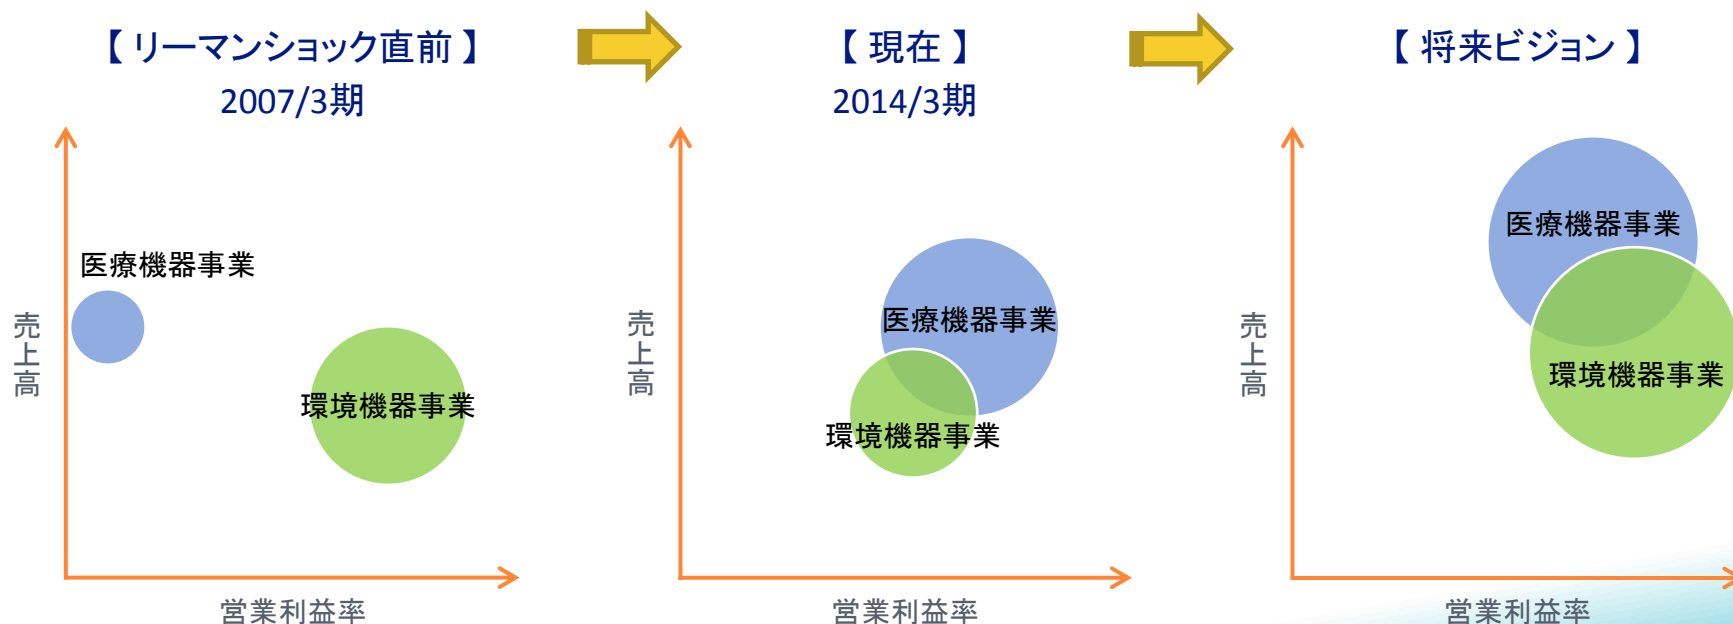 【 リーマンショック直前 】
2007/3期
【 現在 】
2014/3期
【 将来ビジョン 】
医療機器事業
環境機器事業
売上高
営業利益率
医療機器事業
環境機器事業
売上高
営業利益率
医療機器事業
環境機器事業
売上高
営業利益率